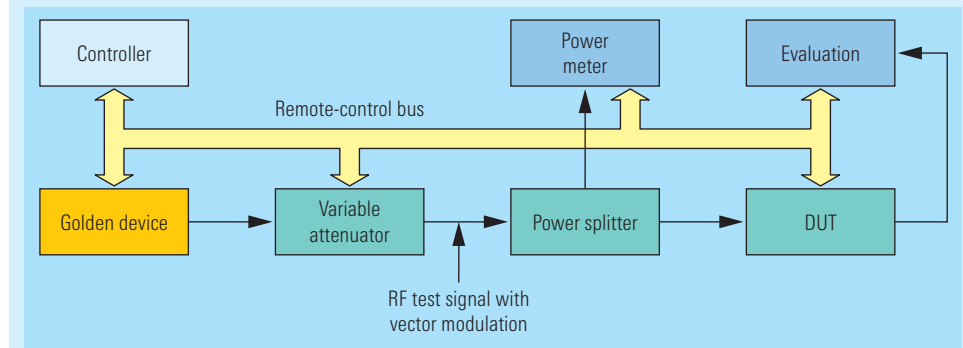 Controller
Power
meter
Evaluation
Remote-control bus
Golden device
Variable
attenuator
Power splitter
DUT
RF test signal with
vector modulation